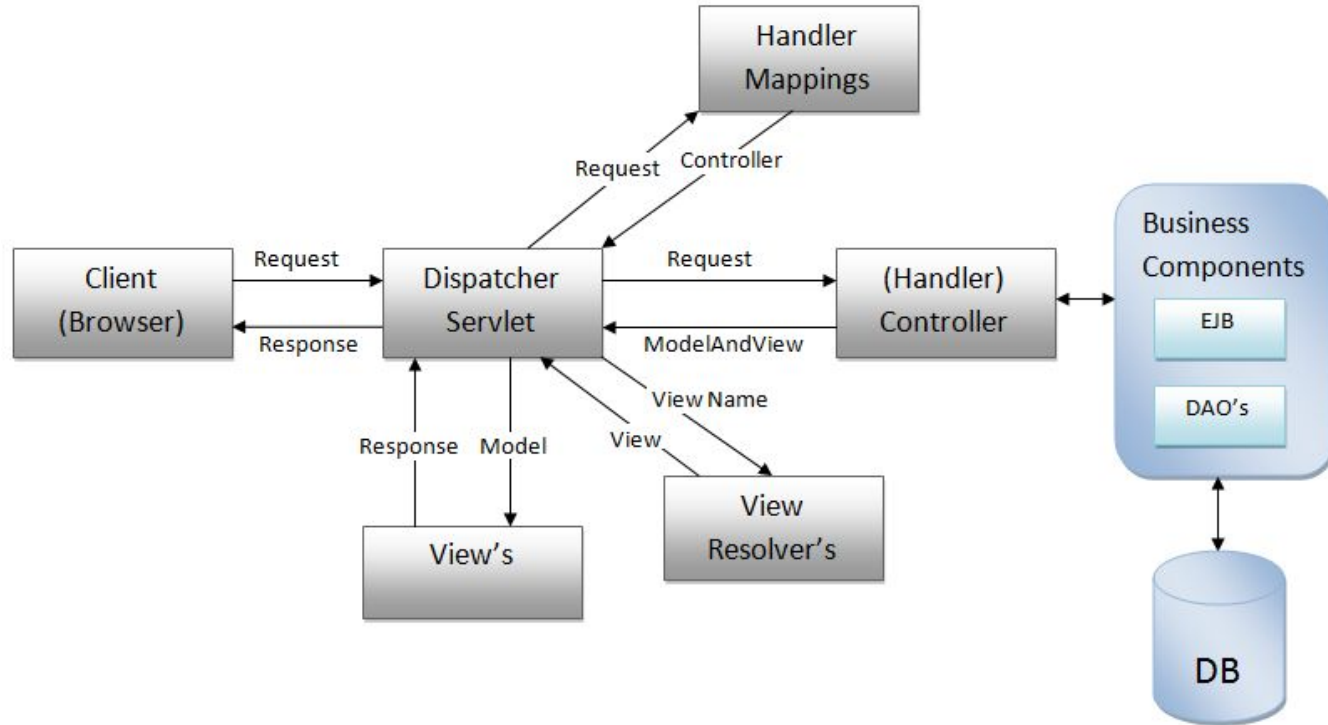 Handler
Mappings
Request
Controller
Business
Components
EJB
DAO's
Client
(Browser)
Request
Response
Dispatcher
Servlet
Request
ModelAndView
(Handler)
Controller
View Name
View
Response
Model
View's
View
Resolver's
DB